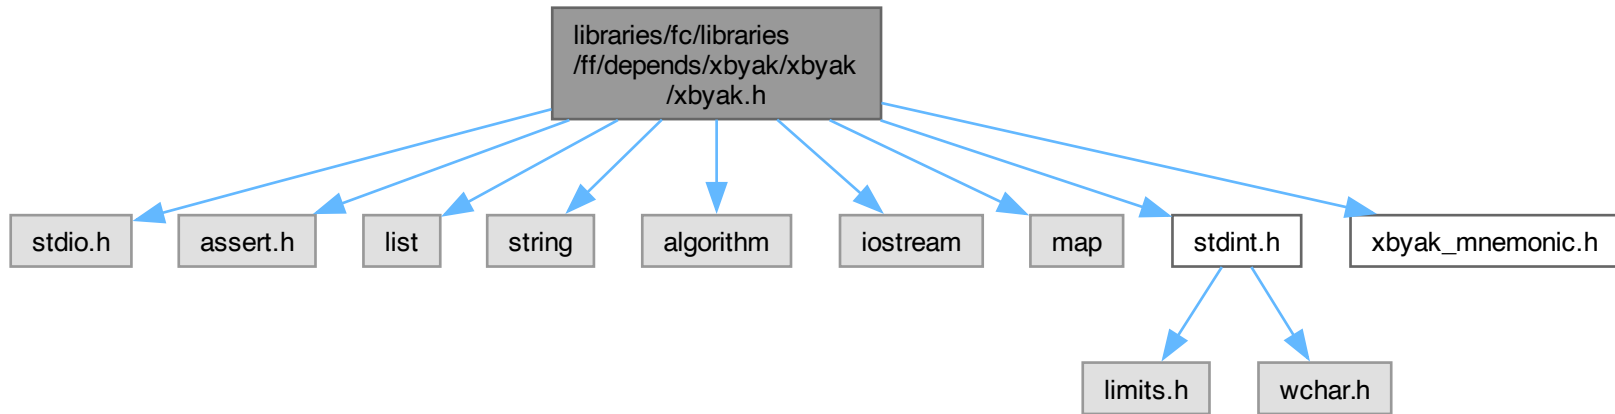 libraries/fc/libraries
/ff/depends/xbyak/xbyak
/xbyak.h
stdio.h
assert.h
list
string
algorithm
iostream
map
stdint.h
xbyak_mnemonic.h
limits.h
wchar.h